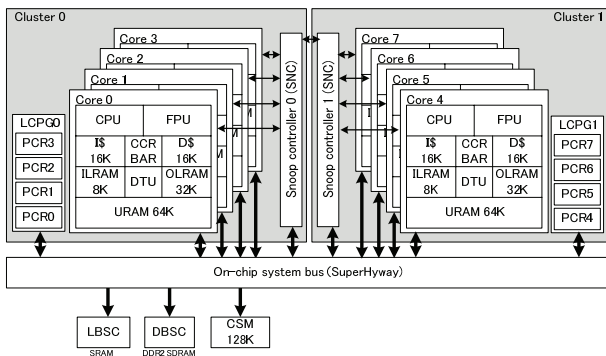 Cluster 0
Cluster 1
Core 3
Core 2
Core 1
Core 0
Core 7
Core 6
Core 5
Core 4
LCPG0
PCR3
PCR2
PCR1
PCR0
CPU
FPU
I$
16K
CCR
BAR
D$
16K
ILRAM
8K
DTU
OLRAM
32K
URAM 64K
Snoop controller 0 (SNC)
Snoop controller 1 (SNC)
CPU
FPU
I$
16K
CCR
BAR
D$
16K
ILRAM
8K
DTU
OLRAM
32K
URAM 64K
LCPG1
PCR7
PCR6
PCR5
PCR4
On-chip system bus (SuperHyway)
LBSC
SRAM
DBSC
DDR2 SDRAM
CSM
128K